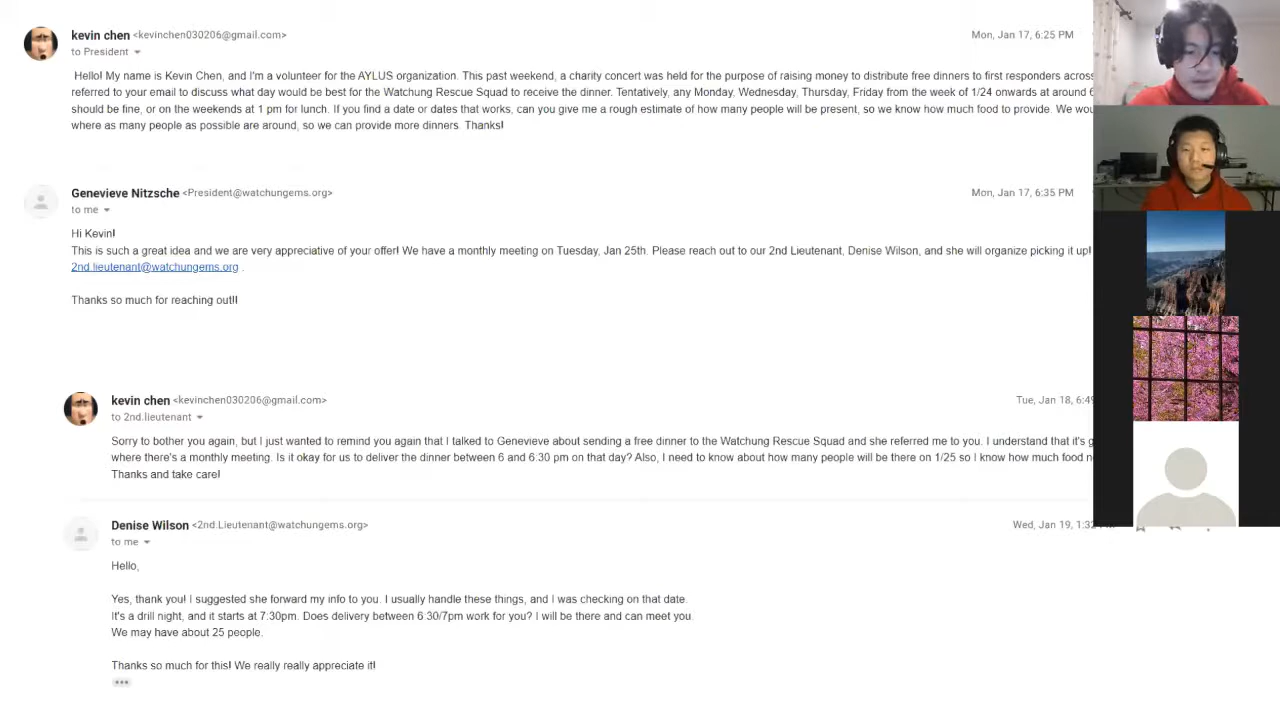 kevin chen <kevinchen030206@gmail.com>
Mon, Jan 17, 6:25 PM
to President
Hello! My name is Kevin Chen, and I'm a volunteer for the AYLUS organization. This past weekend, a charity concert was held for the purpose of raising money to distribute free dinners to first responders across
referred to your email to discuss what day would be best for the Watchung Rescue Squad to receive the dinner. Tentatively, any Monday, Wednesday, Thursday, Friday from the week of 1/24 onwards at around 6
should be fine, or on the weekends at 1 pm for lunch. If you find a date or dates that works, can you give me a rough estimate of how many people will be present, so we know how much food to provide. We
where as many people as possible are around, so we can provide more dinners. Thanks!
Genevieve Nitzsche <President@watchungems.org>
Mon, Jan 17, 6:35 PM
to me
Hi Kevin!
This is such a great idea and we are very appreciative of your offer! We have a monthly meeting on Tuesday, Jan 25th. Please reach out to our 2nd Lieutenant, Denise Wilson, and she will organize picking it up!
2nd.lieutenant@watchungems.org .
Thanks so much for reaching out!!
kevin chen <kevinchen030206@gmail.com>
Tue, Jan 18, 6:49
to 2nd.lieutenant
Sorry to bother you again, but I just wanted to remind you again that I talked to Genevieve about sending a free dinner to the Watchung Rescue Squad and she referred me to you. I understand that it's
where there's a monthly meeting. Is it okay for us to deliver the dinner between 6 and 6:30 pm on that day? Also, I need to know about how many people will be there on 1/25 so I know how much food
Thanks and take care!
Denise Wilson <2nd.Lieutenant@watchungems.org>
Wed, Jan 19, 1:32
to me
Hello,
Yes, thank you! I suggested she forward my info to you. I usually handle these things, and I was checking on that date.
It's a drill night, and it starts at 7:30pm. Does delivery between 6:30/7pm work for you? I will be there and can meet you.
We may have about 25 people.
Thanks so much for this! We really really appreciate it!